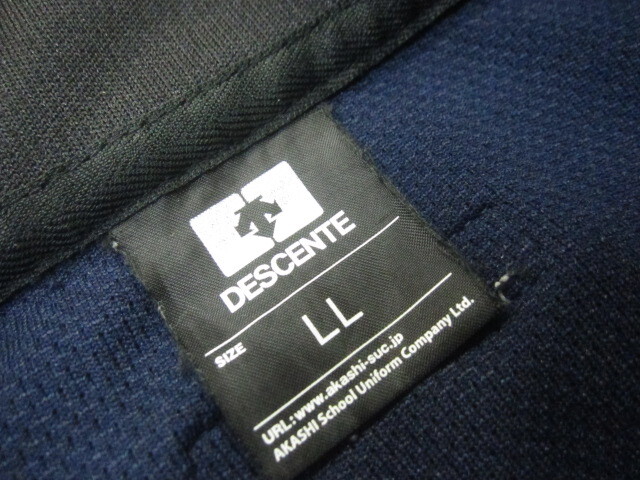 DESCENTE
SIZE LL
URL: www.akashi-suc.jp
AKASHI School Uniform Company Ltd.